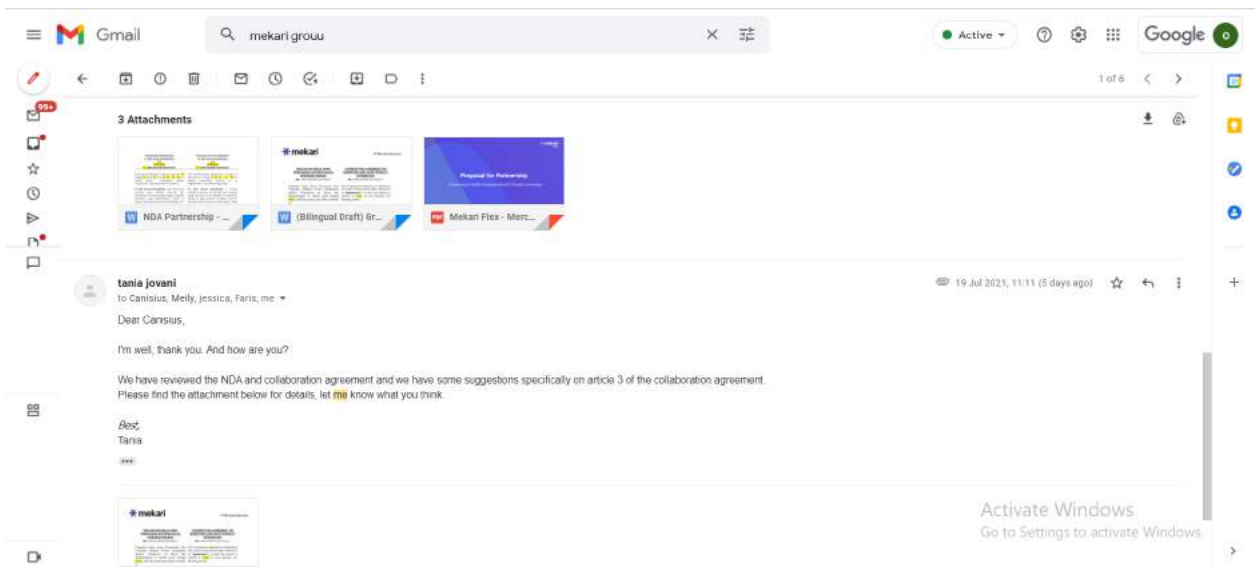 Gmail
mekari grouu
Active
Google
o
99+
1 of 6
3 Attachments
mekari
Proposal for Partnership
W NDA Partnership - ...
W (Bilingual Draft) Gr...
PDF Mekari Flex - Merc...
tania jovani
19 Jul 2021, 11:11 (5 days ago)
to Canisius, Meily, jessica, Faris, me
Dear Canisius,
I'm well, thank you. And how are you?
We have reviewed the NDA and collaboration agreement and we have some suggestions specifically on article 3 of the collaboration agreement.
Please find the attachment below for details, let me know what you think.
Best,
Tania
mekari
Activate Windows
Go to Settings to activate Windows.